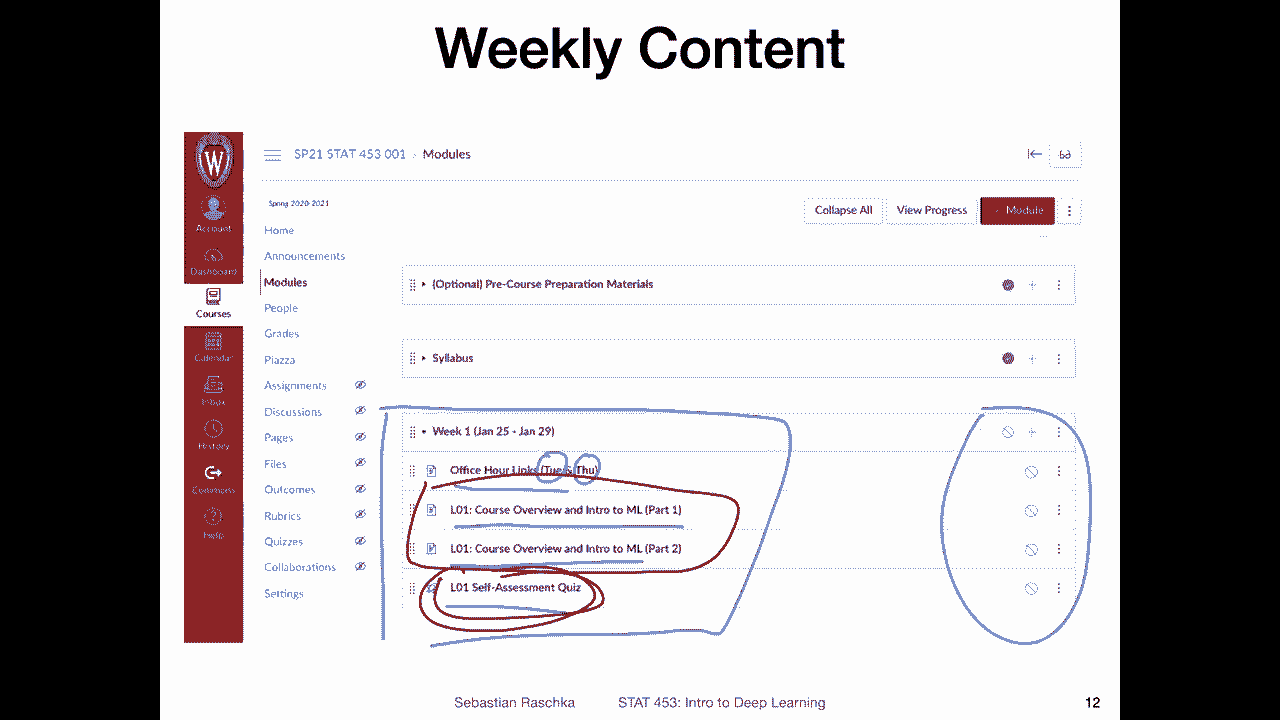 Weekly Content
W
SP21 STAT 453 001 › Modules
Spring 2020-2021
Collapse All
View Progress
Module
Account
Dashboard
Courses
Calendar
Inbox
History
Commons
Help
Home
Announcements
Modules
People
Grades
Piazza
Assignments
Discussions
Pages
Files
Outcomes
Rubrics
Quizzes
Collaborations
Settings
(Optional) Pre-Course Preparation Materials
Syllabus
Week 1 (Jan 25 - Jan 29)
Office Hour Links (Tue & Thu)
L01: Course Overview and Intro to ML (Part 1)
L01: Course Overview and Intro to ML (Part 2)
L01 Self-Assessment Quiz
Sebastian Raschka STAT 453: Intro to Deep Learning 12